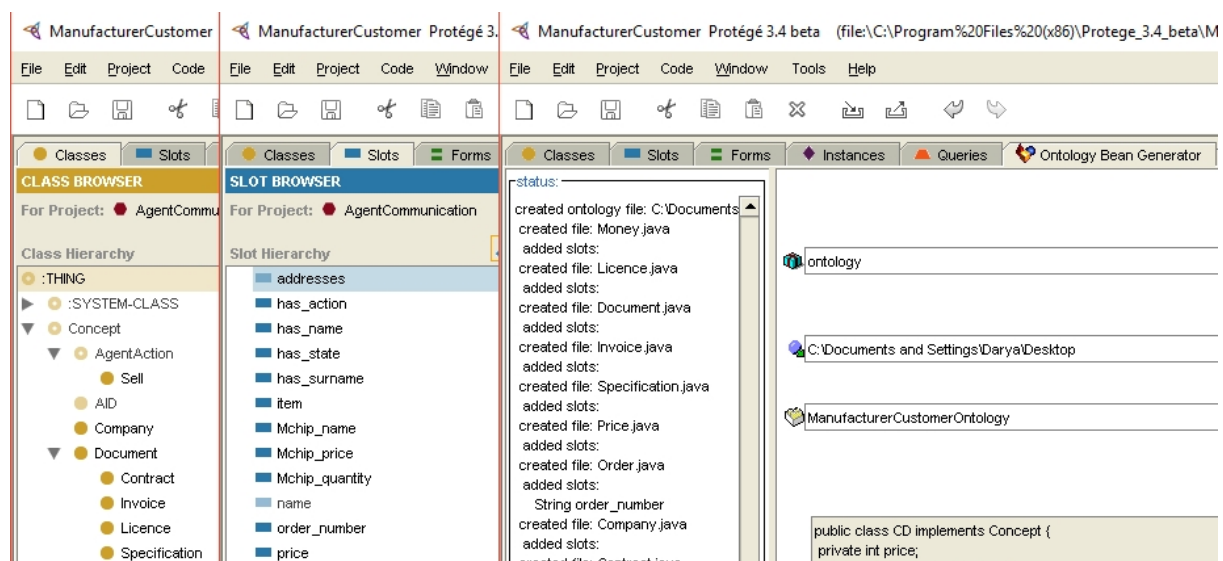 ManufacturerCustomer
File Edit Project Code
Classes Slots
CLASS BROWSER
For Project: AgentCommu
Class Hierarchy
:THING
:SYSTEM-CLASS
Concept
AgentAction
Sell
AID
Company
Document
Contract
Invoice
Licence
Specification
ManufacturerCustomer Protégé 3.
File Edit Project Code Window
Classes Slots Forms
SLOT BROWSER
For Project: AgentCommunication
Slot Hierarchy
addresses
has_action
has_name
has_state
has_surname
item
Mchip_name
Mchip_price
Mchip_quantity
name
order_number
price
ManufacturerCustomer Protégé 3.4 beta (file:\C:\Program%20Files%20(x86)\Protege_3.4_beta\M
File Edit Project Code Window Tools Help
Classes Slots Forms Instances Queries Ontology Bean Generator
status:
created ontology file: C:\Documents
created file: Money.java
added slots:
created file: Licence.java
added slots:
created file: Document.java
added slots:
created file: Invoice.java
added slots:
created file: Specification.java
added slots:
created file: Price.java
added slots:
created file: Order.java
added slots:
String order_number
created file: Company.java
added slots:
created file: Contract.java
ontology
C:\Documents and Settings\Darya\Desktop
ManufacturerCustomerOntology
public class CD implements Concept {
private int price;